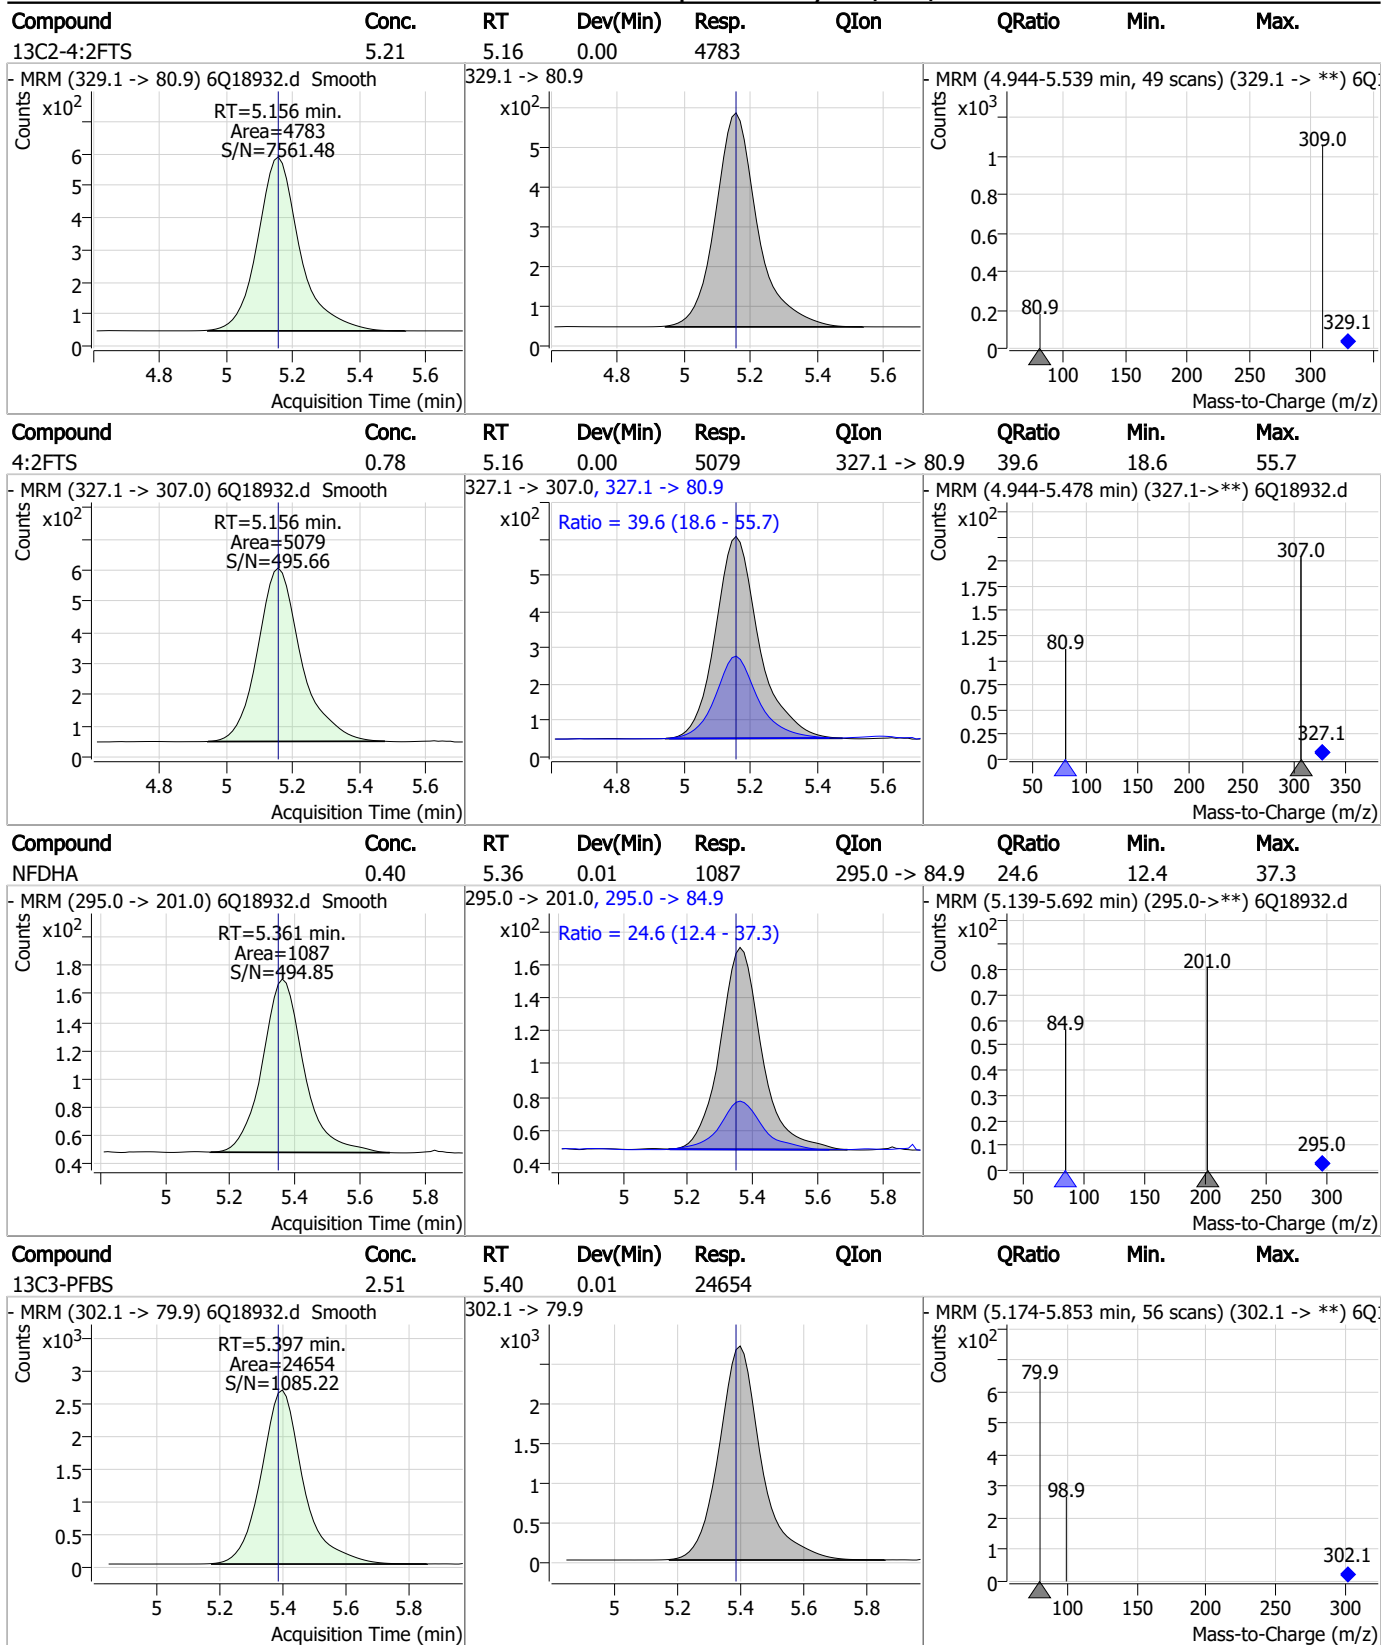 Compound Conc. RT Dev(Min) Resp. QIon QRatio Min. Max.
13C2-4:2FTS 5.21 5.16 0.00 4783
- MRM (329.1 -> 80.9) 6Q18932.d Smooth
329.1 -> 80.9
- MRM (4.944-5.539 min, 49 scans) (329.1 -> **) 6Q1
Counts
x10²
RT=5.156 min.
Area=4783
S/N=7561.48
6
5
4
3
2
1
0
4.8 5 5.2 5.4 5.6
Acquisition Time (min)
x10²
5
4
3
2
1
0
4.8 5 5.2 5.4 5.6
Counts
x10³
309.0
1
0.8
0.6
0.4
0.2
0
80.9
329.1
100 150 200 250 300
Mass-to-Charge (m/z)
Compound Conc. RT Dev(Min) Resp. QIon QRatio Min. Max.
4:2FTS 0.78 5.16 0.00 5079 327.1 -> 80.9 39.6 18.6 55.7
- MRM (327.1 -> 307.0) 6Q18932.d Smooth
327.1 -> 307.0, 327.1 -> 80.9
- MRM (4.944-5.478 min) (327.1->**) 6Q18932.d
Counts
x10²
RT=5.156 min.
Area=5079
S/N=495.66
6
5
4
3
2
1
0
4.8 5 5.2 5.4 5.6
Acquisition Time (min)
x10²
Ratio = 39.6 (18.6 - 55.7)
5
4
3
2
1
0
4.8 5 5.2 5.4 5.6
Counts
x10²
307.0
2
1.75
1.5
1.25
1
0.75
0.5
0.25
0
80.9
327.1
50 100 150 200 250 300 350
Mass-to-Charge (m/z)
Compound Conc. RT Dev(Min) Resp. QIon QRatio Min. Max.
NFDHA 0.40 5.36 0.01 1087 295.0 -> 84.9 24.6 12.4 37.3
- MRM (295.0 -> 201.0) 6Q18932.d Smooth
295.0 -> 201.0, 295.0 -> 84.9
- MRM (5.139-5.692 min) (295.0->**) 6Q18932.d
Counts
x10²
RT=5.361 min.
Area=1087
S/N=494.85
1.8
1.6
1.4
1.2
1
0.8
0.6
0.4
5 5.2 5.4 5.6 5.8
Acquisition Time (min)
x10²
Ratio = 24.6 (12.4 - 37.3)
1.6
1.4
1.2
1
0.8
0.6
0.4
5 5.2 5.4 5.6 5.8
Counts
x10²
201.0
0.8
0.7
0.6
0.5
0.4
0.3
0.2
0.1
0
84.9
295.0
50 100 150 200 250 300
Mass-to-Charge (m/z)
Compound Conc. RT Dev(Min) Resp. QIon QRatio Min. Max.
13C3-PFBS 2.51 5.40 0.01 24654
- MRM (302.1 -> 79.9) 6Q18932.d Smooth
302.1 -> 79.9
- MRM (5.174-5.853 min, 56 scans) (302.1 -> **) 6Q1
Counts
x10³
RT=5.397 min.
Area=24654
S/N=1085.22
3
2.5
2
1.5
1
0.5
0
5 5.2 5.4 5.6 5.8
Acquisition Time (min)
x10³
2
1.5
1
0.5
0
5 5.2 5.4 5.6 5.8
Counts
x10²
79.9
6
5
4
3
2
1
0
98.9
302.1
100 150 200 250 300
Mass-to-Charge (m/z)